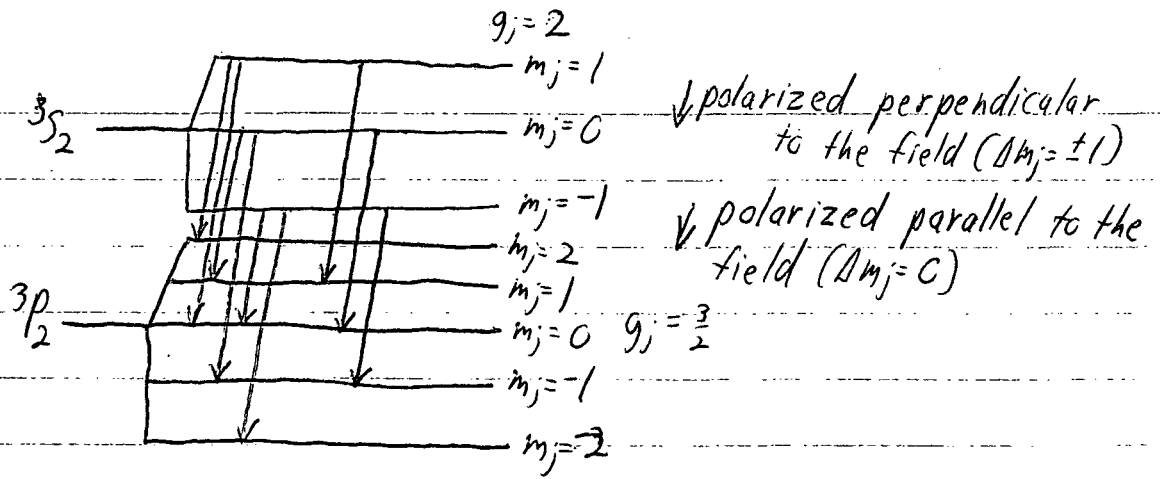 g_j = 2
m_j = 1
³S₂
m_j = 0
m_j = -1
m_j = 2
m_j = 1
³P₂
m_j = 0 g_j = 3/2
m_j = -1
m_j = -2
↓ polarized perpendicular
to the field (Δm_j = ±1)
↓ polarized parallel to the
field (Δm_j = 0)